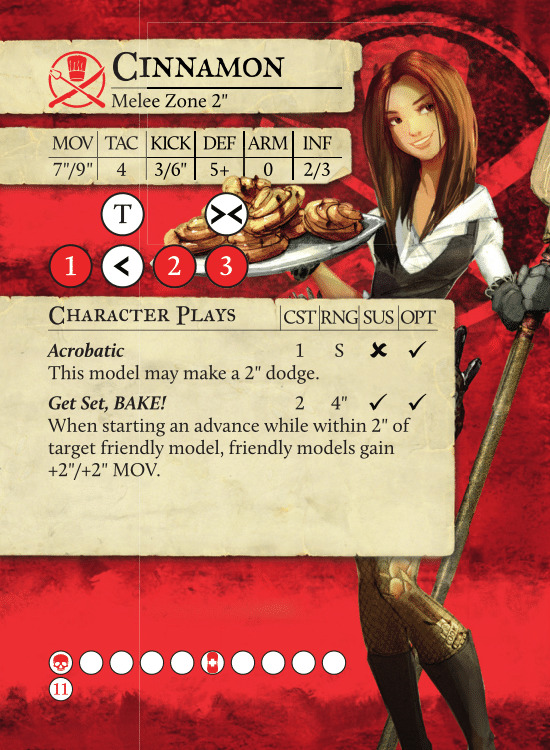 CINNAMON
Melee Zone 2"
MOV TAC KICK DEF ARM INF
7"/9" 4 3/6" 5+ 0 2/3
T ><
1 < 2 3
CHARACTER PLAYS CST RNG SUS OPT
Acrobatic 1 S ✘ ✓
This model may make a 2" dodge.
Get Set, BAKE! 2 4" ✓ ✓
When starting an advance while within 2" of
target friendly model, friendly models gain
+2"/+2" MOV.
11